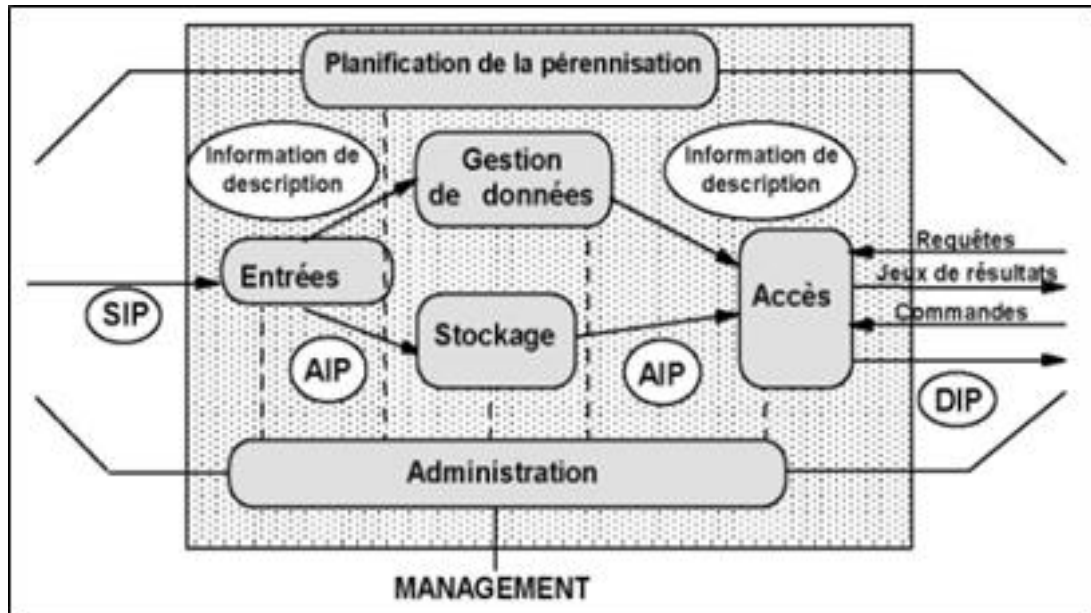 Planification de la pérennisation
Information de
description
Gestion
de données
Information de
description
Requêtes
Entrées
Jeux de résultats
Accès
SIP
Commandes
Stockage
AIP
AIP
DIP
Administration
MANAGEMENT